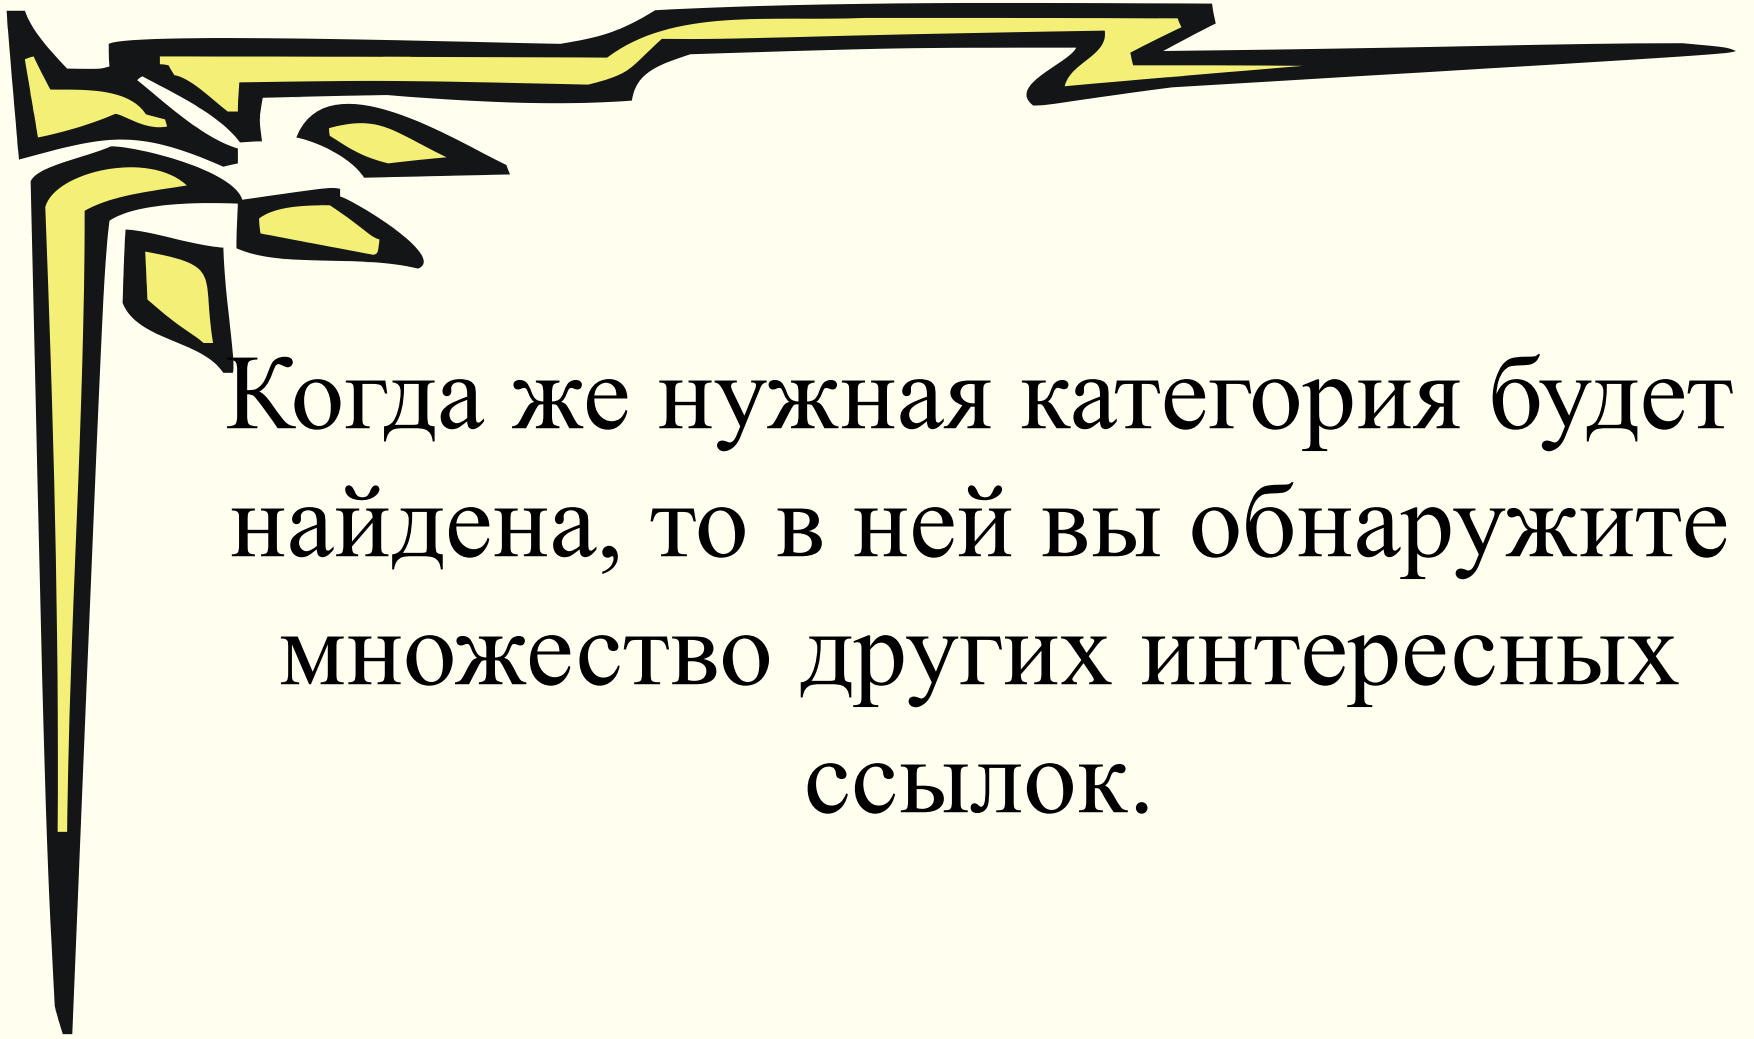 Когда же нужная категория будет
найдена, то в ней вы обнаружите
множество других интересных
ссылок.